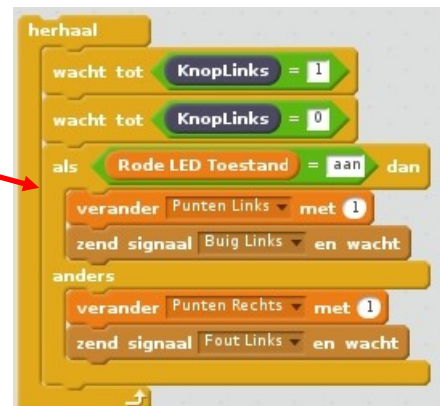 herhaal
wacht tot KnopLinks = 1
wacht tot KnopLinks = 0
als Rode LED Toestand = aan dan
verander Punten Links met 1
zend signaal Buig Links en wacht
anders
verander Punten Rechts met 1
zend signaal Fout Links en wacht